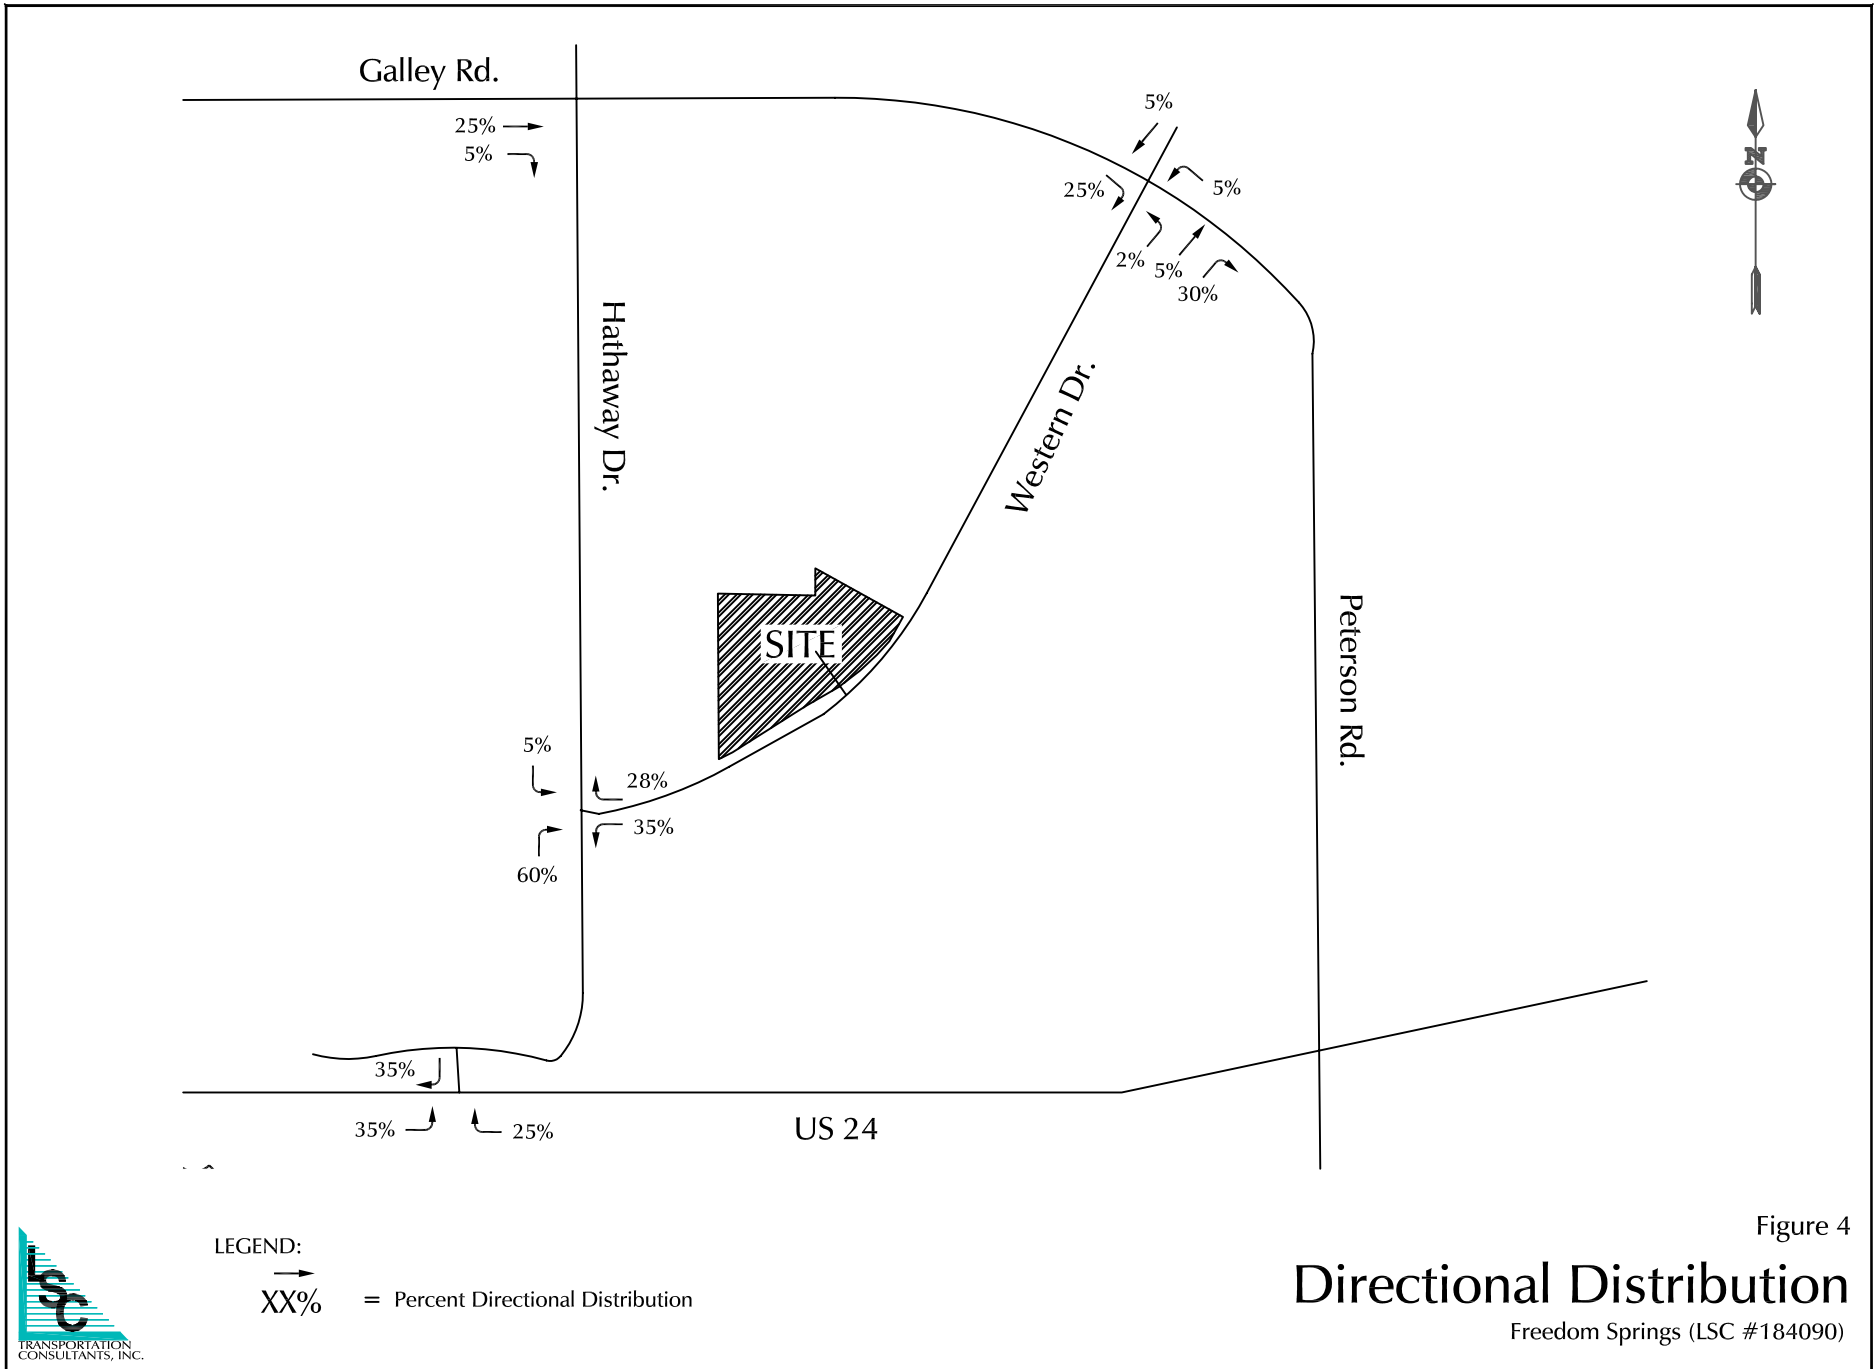 Galley Rd.
25%
5%
5%
25%
5%
2%
5%
30%
N
Hathaway Dr.
Western Dr.
SITE
Peterson Rd.
5%
28%
35%
60%
35%
35%
25%
US 24
Figure 4
LEGEND:
XX% = Percent Directional Distribution
Directional Distribution
Freedom Springs (LSC #184090)
LSC
TRANSPORTATION
CONSULTANTS, INC.